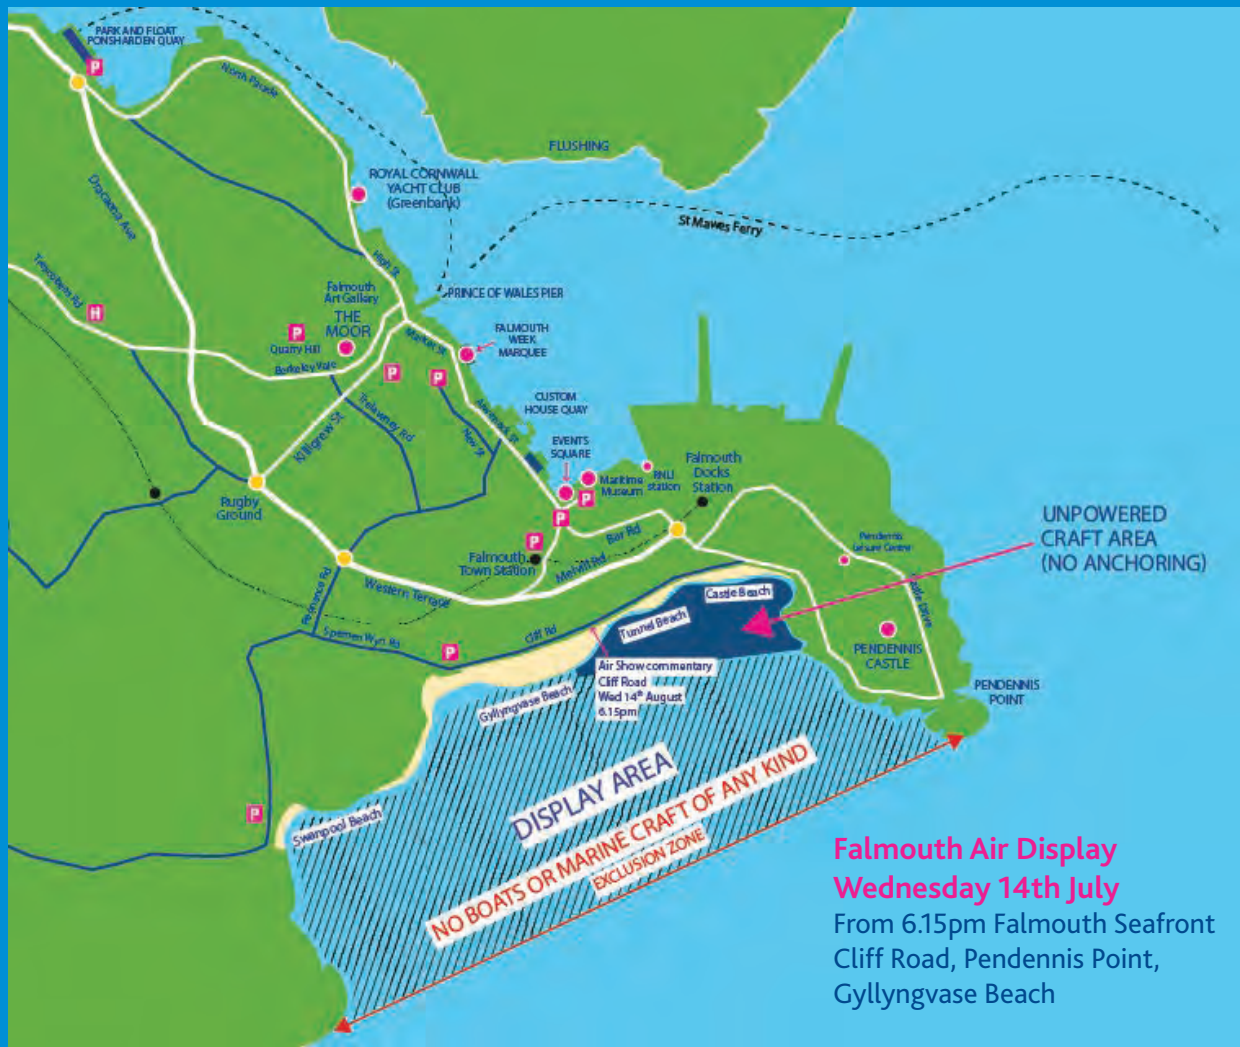 PARK AND FLOAT
PONSHARDEN QUAY
P
North Parade
FLUSHING
ROYAL CORNWALL
YACHT CLUB
(Greenbank)
Dracaena Ave
St Mawes Ferry
High St
Trescobeas Rd
Falmouth
Art Gallery
THE
MOOR
PRINCE OF WALES PIER
H
P
Quarry Hill
Berkeley Vale
Market St
FALMOUTH
WEEK
MARQUEE
P
P
CUSTOM
HOUSE QUAY
Killigrew St
Trelawney Rd
New St
Arwenack St
EVENTS
SQUARE
Maritime
Museum
RNLI
station
Falmouth
Docks
Station
P
P
P
Rugby
Ground
Bar Rd
UNPOWERED
CRAFT AREA
(NO ANCHORING)
Pendennis
Leisure Center
Falmouth
Town Station
Melvill Rd
Western Terrace
Castle Drive
Castle Beach
Tunnel Beach
Cliff Rd
Spernen Wyn Rd
P
PENDENNIS
CASTLE
PENDENNIS
POINT
Air Show commentary
Cliff Road
Wed 14th August
6.15pm
Gyllyngvase Beach
DISPLAY AREA
P
Swanpool Beach
NO BOATS OR MARINE CRAFT OF ANY KIND
EXCLUSION ZONE
Falmouth Air Display
Wednesday 14th July
From 6.15pm Falmouth Seafront
Cliff Road, Pendennis Point,
Gyllyngvase Beach